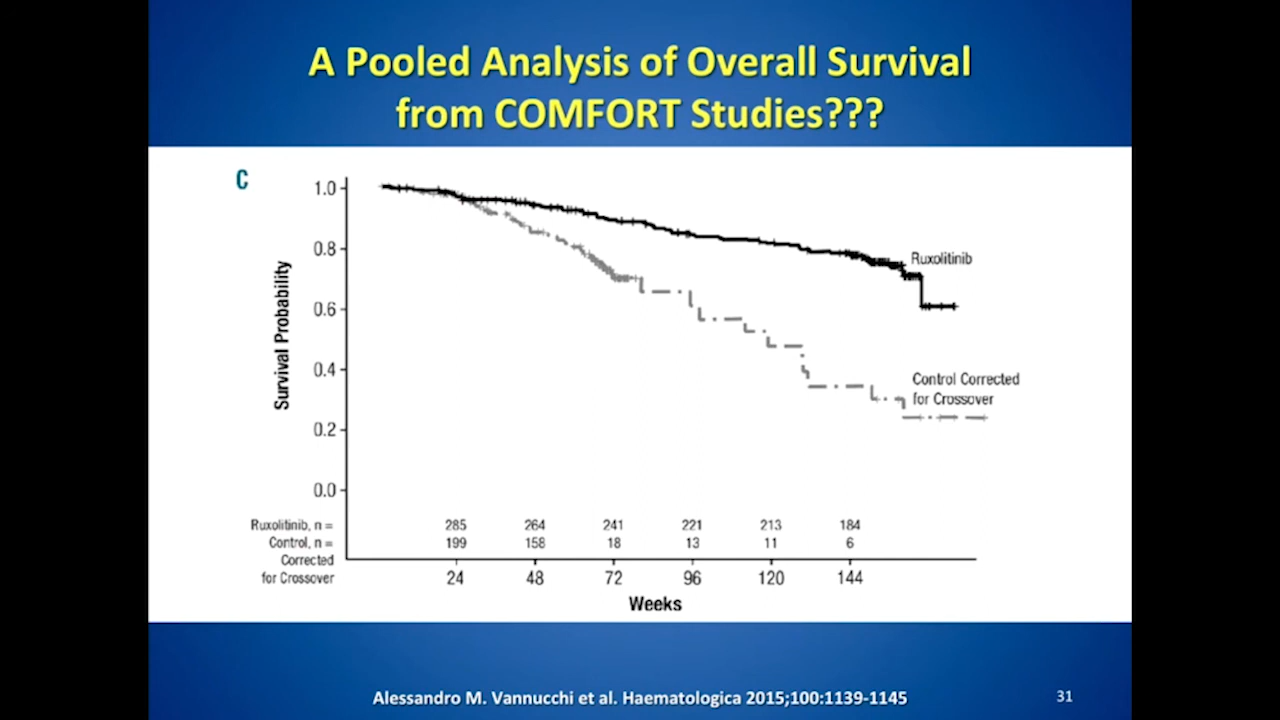 A Pooled Analysis of Overall Survival
from COMFORT Studies???
C
Survival Probability
1.0
0.8
0.6
0.4
0.2
0.0
Ruxolitinib
Control Corrected
for Crossover
Ruxolitinib, n = 285 264 241 221 213 184
Control, n = 199 158 18 13 11 6
Corrected
for Crossover
24 48 72 96 120 144
Weeks
Alessandro M. Vannucchi et al. Haematologica 2015;100:1139-1145
31